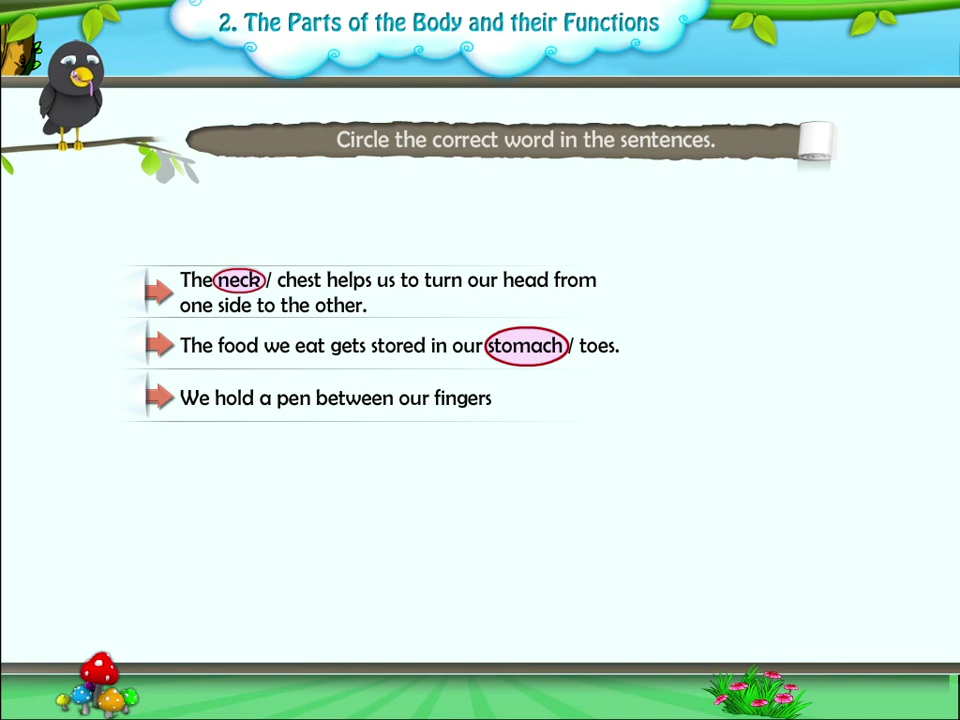 2. The Parts of the Body and their Functions
Circle the correct word in the sentences.
The neck / chest helps us to turn our head from
one side to the other.
The food we eat gets stored in our stomach / toes.
We hold a pen between our fingers